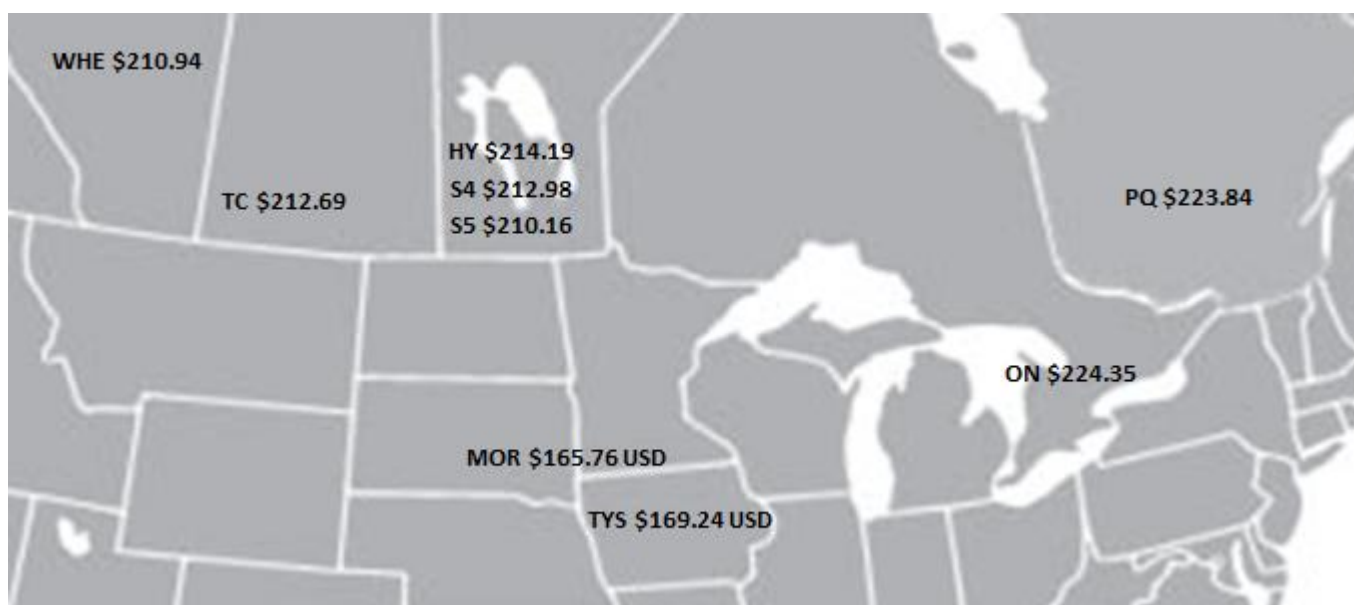 WHE $210.94
HY $214.19
TC $212.69
S4 $212.98
S5 $210.16
PQ $223.84
ON $224.35
MOR $165.76 USD
TYS $169.24 USD